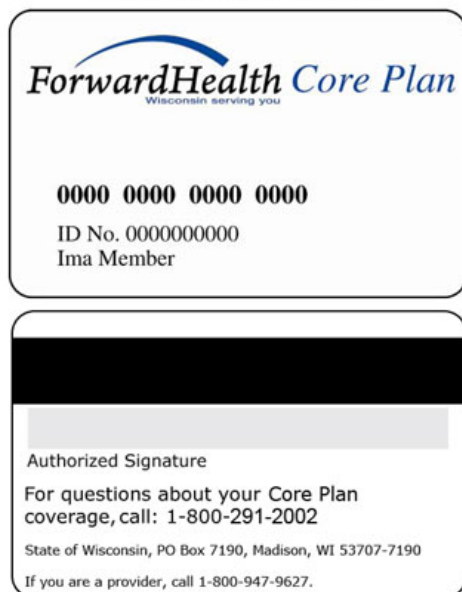 ForwardHealth Core Plan
Wisconsin serving you
0000 0000 0000 0000
ID No. 0000000000
Ima Member
Authorized Signature
For questions about your Core Plan
coverage, call: 1-800-291-2002
State of Wisconsin, PO Box 7190, Madison, WI 53707-7190
If you are a provider, call 1-800-947-9627.